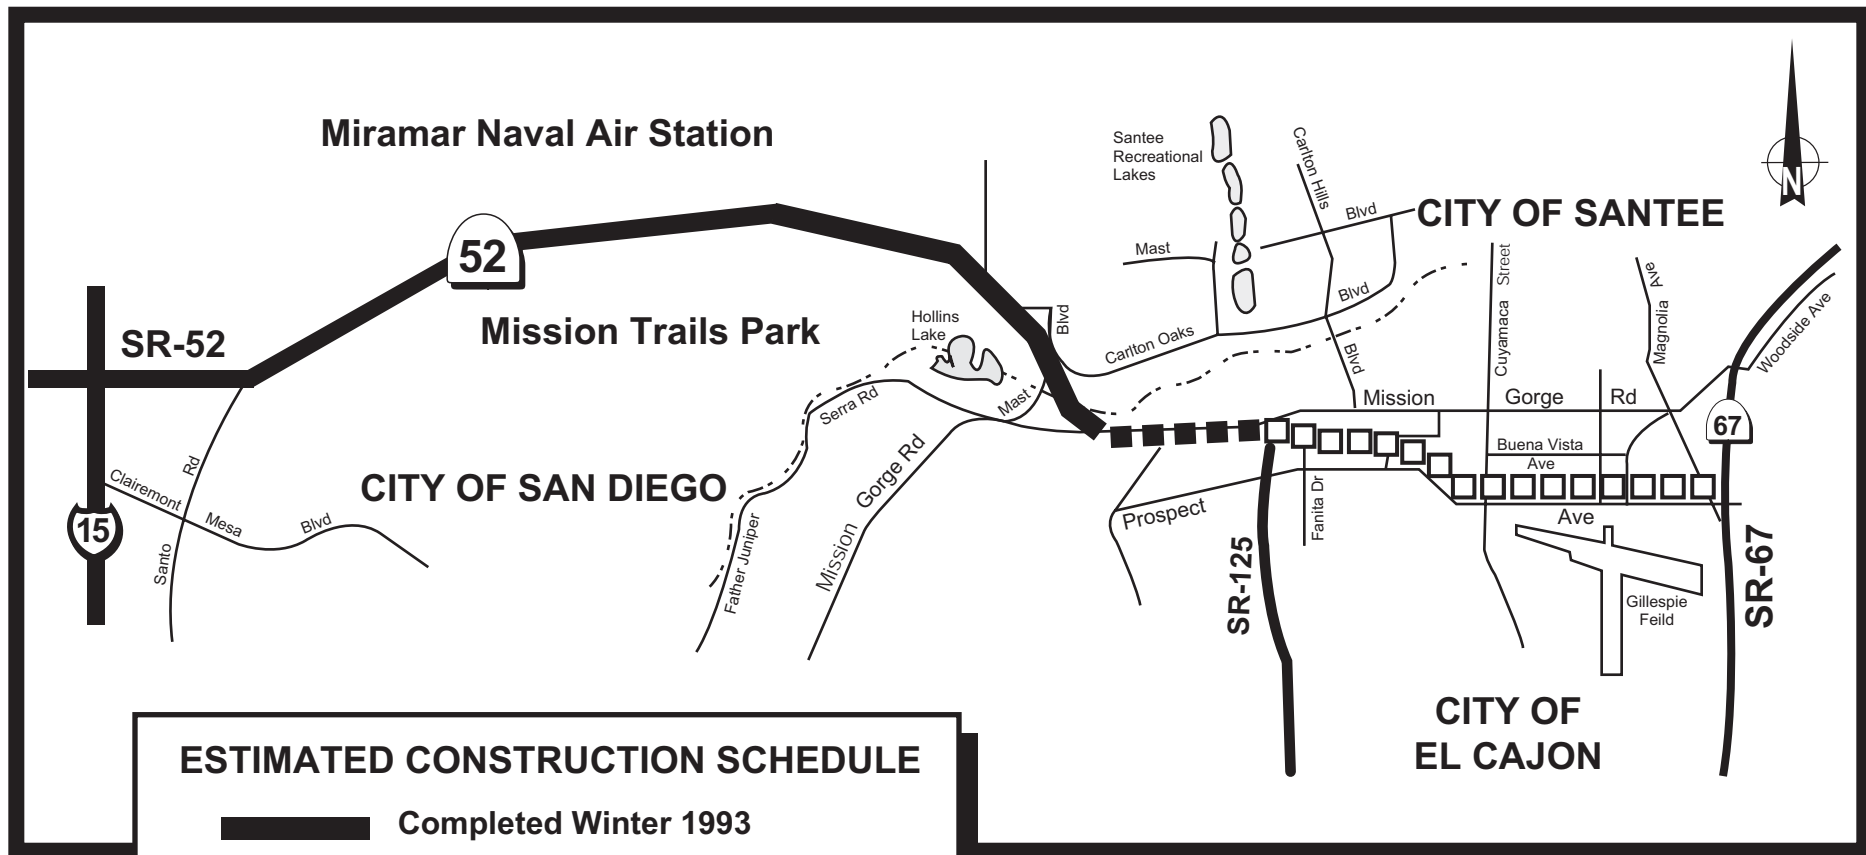 Miramar Naval Air Station
Santee
Recreational
Lakes
Carlton Hills
Blvd
CITY OF SANTEE
N
Mast
52
Mission Trails Park
Hollins
Lake
Blvd
Blvd
Carlton Oaks
Blvd
Cuyamaca Street
Magnolia Ave
Woodside Ave
SR-52
Serra Rd
Mast
Mission Gorge Rd
67
Buena Vista
Ave
Clairemont Mesa Blvd
Santo Rd
15
CITY OF SAN DIEGO
Father Juniper
Mission Gorge Rd
Prospect Ave
Fanita Dr
SR-125
Gillespie
Feild
SR-67
CITY OF
EL CAJON
ESTIMATED CONSTRUCTION SCHEDULE
Completed Winter 1993